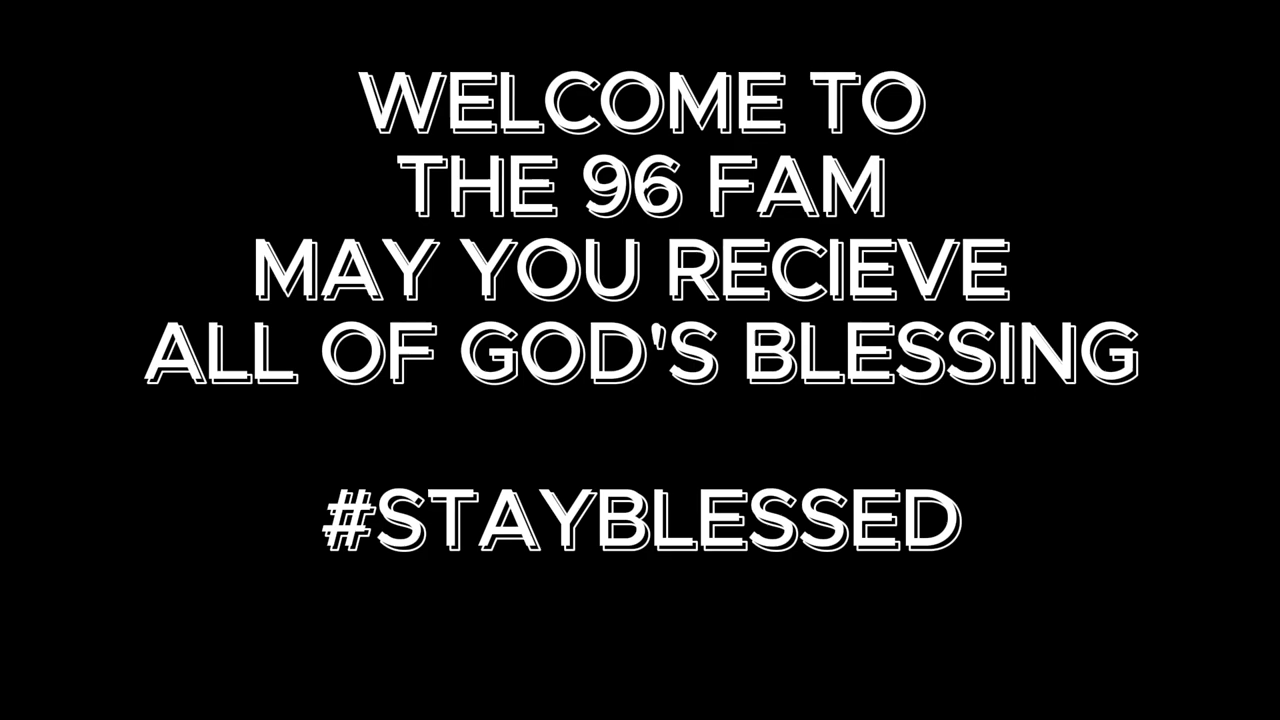 WELCOME TO
THE 96 FAM
MAY YOU RECIEVE
ALL OF GOD'S BLESSING
#STAYBLESSED